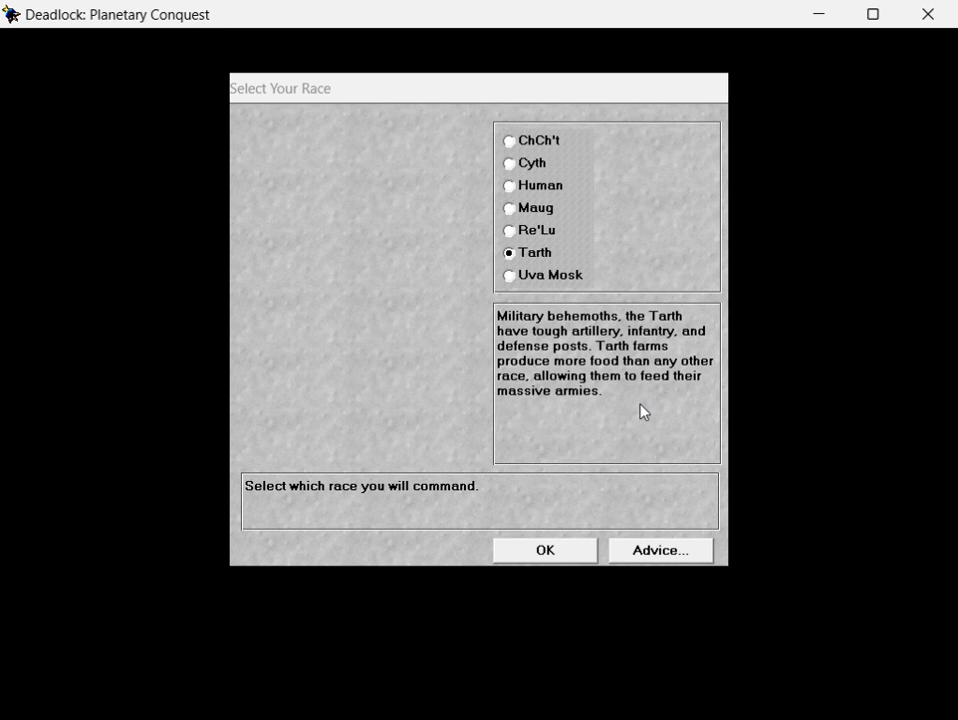 Deadlock: Planetary Conquest
Select Your Race
ChCh't
Cyth
Human
Maug
Re'Lu
Tarth
Uva Mosk
Military behemoths, the Tarth
have tough artillery, infantry, and
defense posts. Tarth farms
produce more food than any other
race, allowing them to feed their
massive armies.
Select which race you will command.
OK
Advice...